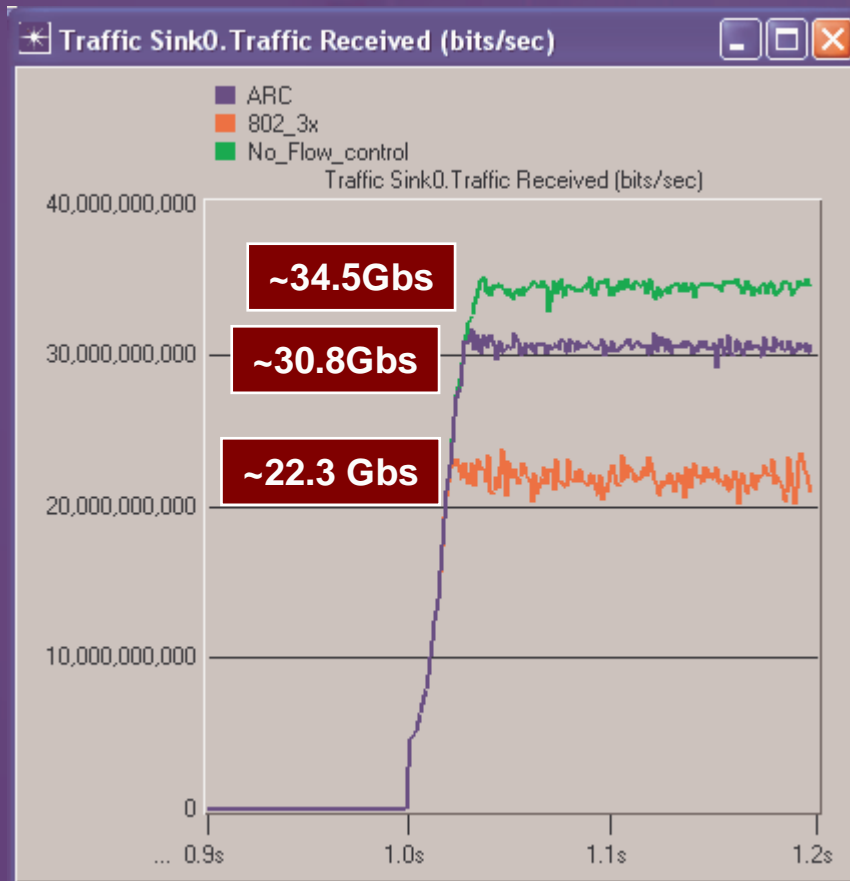 Traffic Sink0.Traffic Received (bits/sec)
ARC
802_3x
No_Flow_control
Traffic Sink0.Traffic Received (bits/sec)
40,000,000,000
~34.5Gbs
30,000,000,000
~30.8Gbs
~22.3 Gbs
20,000,000,000
10,000,000,000
0
... 0.9s 1.0s 1.1s 1.2s